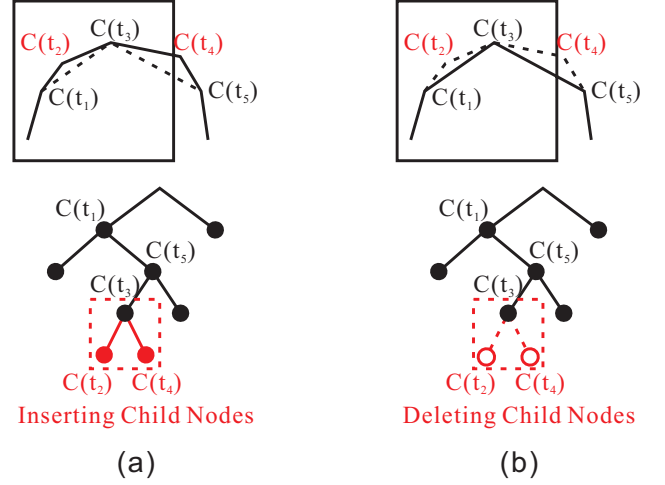 C(t₃)
C(t₂) C(t₄)
C(t₁) C(t₅)
C(t₁)
C(t₅)
C(t₃)
C(t₂) C(t₄)
Inserting Child Nodes
(a)
C(t₃)
C(t₂) C(t₄)
C(t₁) C(t₅)
C(t₁)
C(t₅)
C(t₃)
C(t₂) C(t₄)
Deleting Child Nodes
(b)